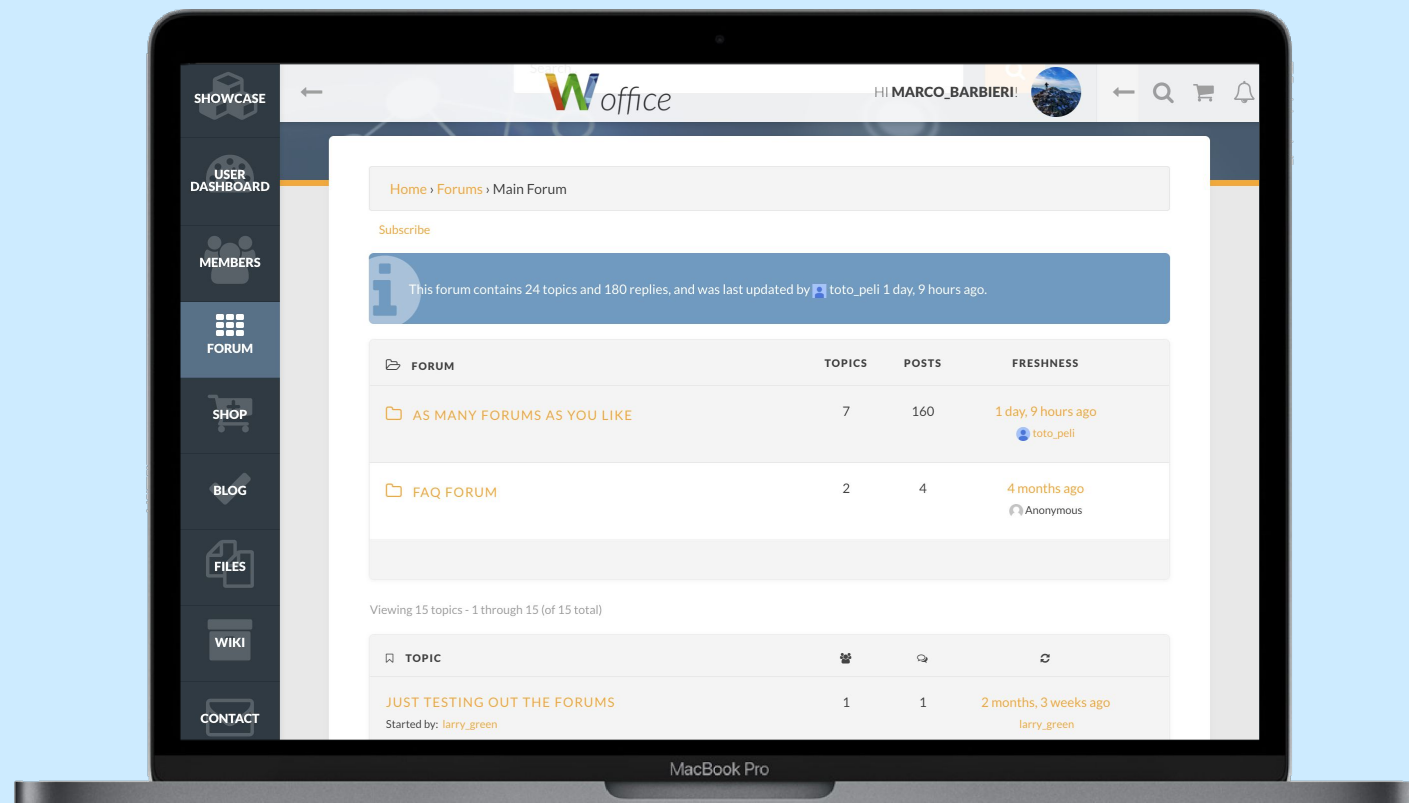 SHOWCASE
USER
DASHBOARD
MEMBERS
FORUM
SHOP
BLOG
FILES
WIKI
CONTACT
Search
Woffice
HI MARCO_BARBIERI!
Home › Forums › Main Forum
Subscribe
This forum contains 24 topics and 180 replies, and was last updated by toto_peli 1 day, 9 hours ago.
FORUM TOPICS POSTS FRESHNESS
AS MANY FORUMS AS YOU LIKE 7 160 1 day, 9 hours ago
toto_peli
FAQ FORUM 2 4 4 months ago
Anonymous
Viewing 15 topics - 1 through 15 (of 15 total)
TOPIC
JUST TESTING OUT THE FORUMS 1 1 2 months, 3 weeks ago
Started by: larry_green larry_green
MacBook Pro